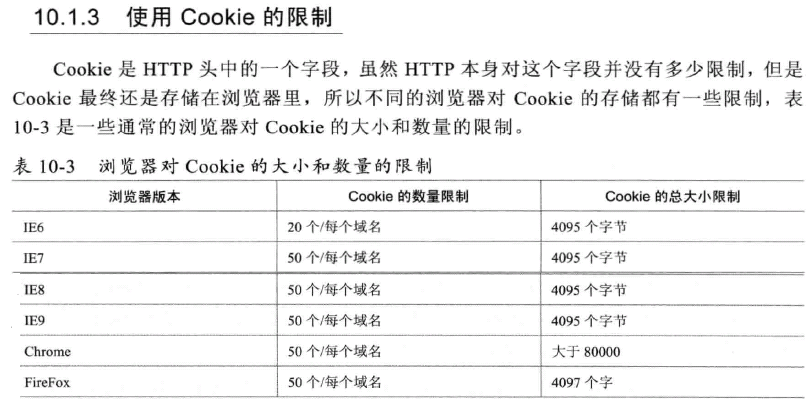 10.1.3 使用 Cookie 的限制
Cookie 是 HTTP 头中的一个字段，虽然 HTTP 本身对这个字段并没有多少限制，但是
Cookie 最终还是存储在浏览器里，所以不同的浏览器对 Cookie 的存储都有一些限制，表
10-3 是一些通常的浏览器对 Cookie 的大小和数量的限制。
表 10-3 浏览器对 Cookie 的大小和数量的限制
浏览器版本 Cookie 的数量限制 Cookie 的总大小限制
IE6 20 个/每个域名 4095 个字节
IE7 50 个/每个域名 4095 个字节
IE8 50 个/每个域名 4095 个字节
IE9 50 个/每个域名 4095 个字节
Chrome 50 个/每个域名 大于 80000
FireFox 50 个/每个域名 4097 个字